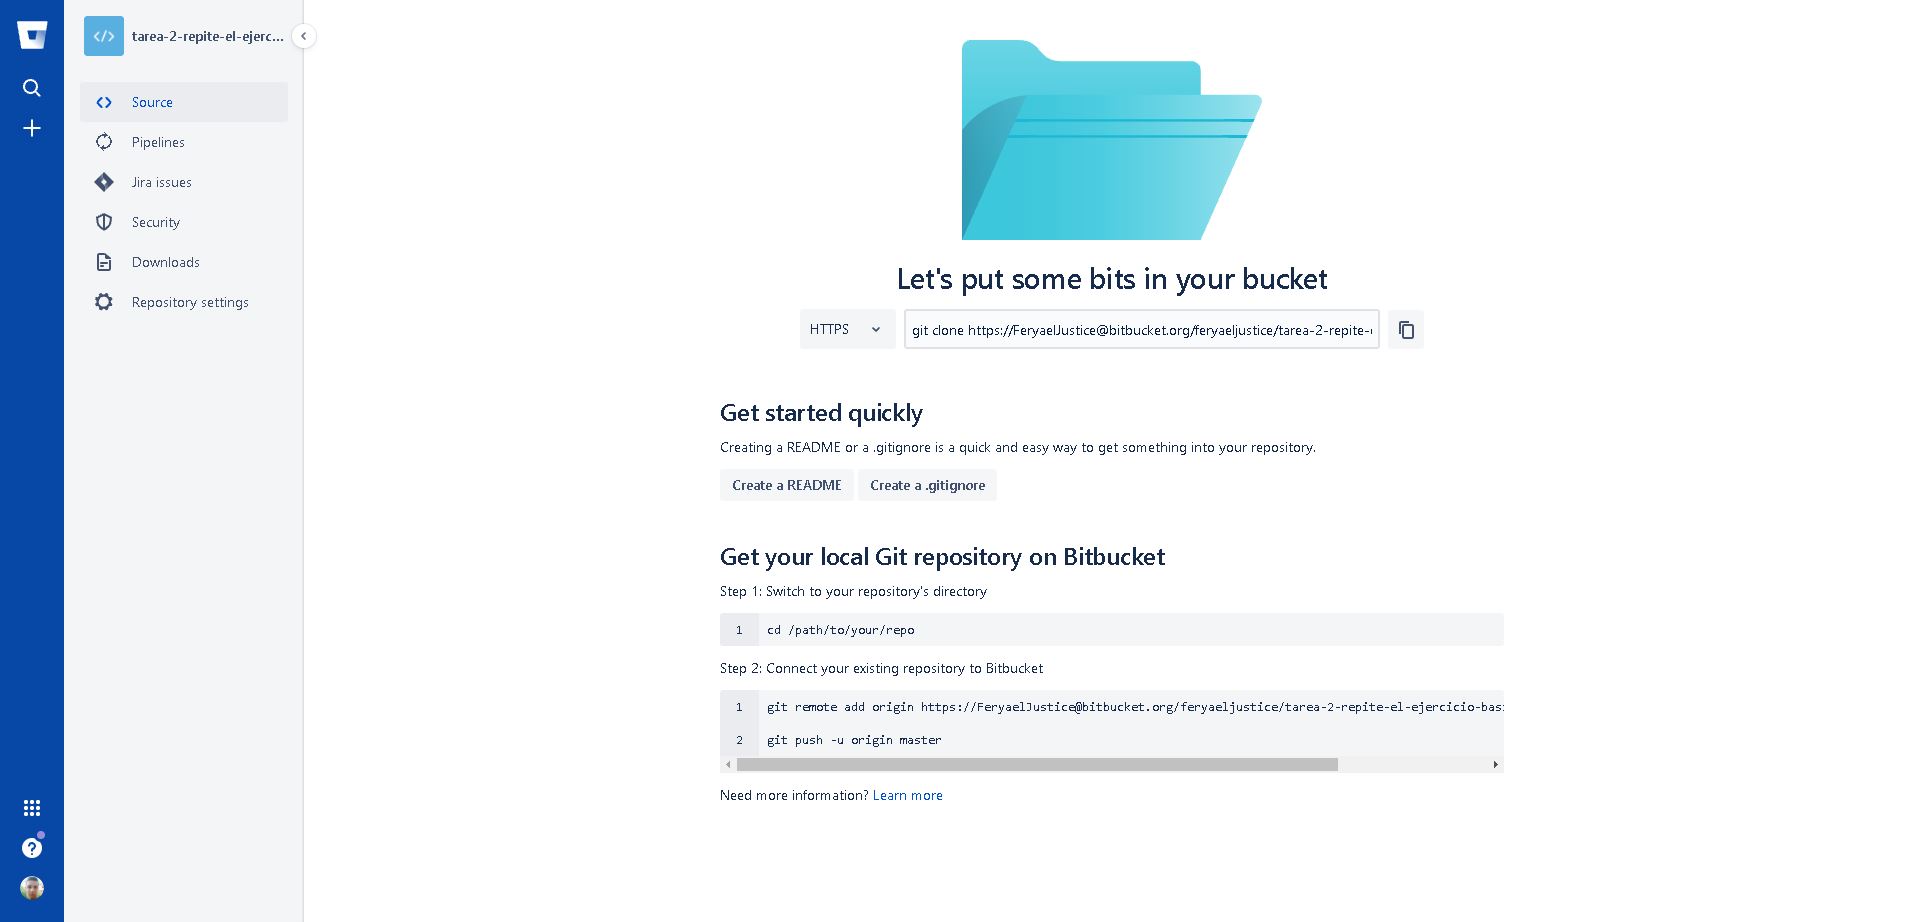 tarea-2-repite-el-ejerc...
Source
Pipelines
Jira issues
Security
Downloads
Repository settings
Let's put some bits in your bucket
HTTPS
git clone https://FeryaelJustice@bitbucket.org/feryaeljustice/tarea-2-repite-
Get started quickly
Creating a README or a .gitignore is a quick and easy way to get something into your repository.
Create a README Create a .gitignore
Get your local Git repository on Bitbucket
Step 1: Switch to your repository's directory
1 cd /path/to/your/repo
Step 2: Connect your existing repository to Bitbucket
1 git remote add origin https://FeryaelJustice@bitbucket.org/feryaeljustice/tarea-2-repite-el-ejercicio-bas
2 git push -u origin master
Need more information? Learn more